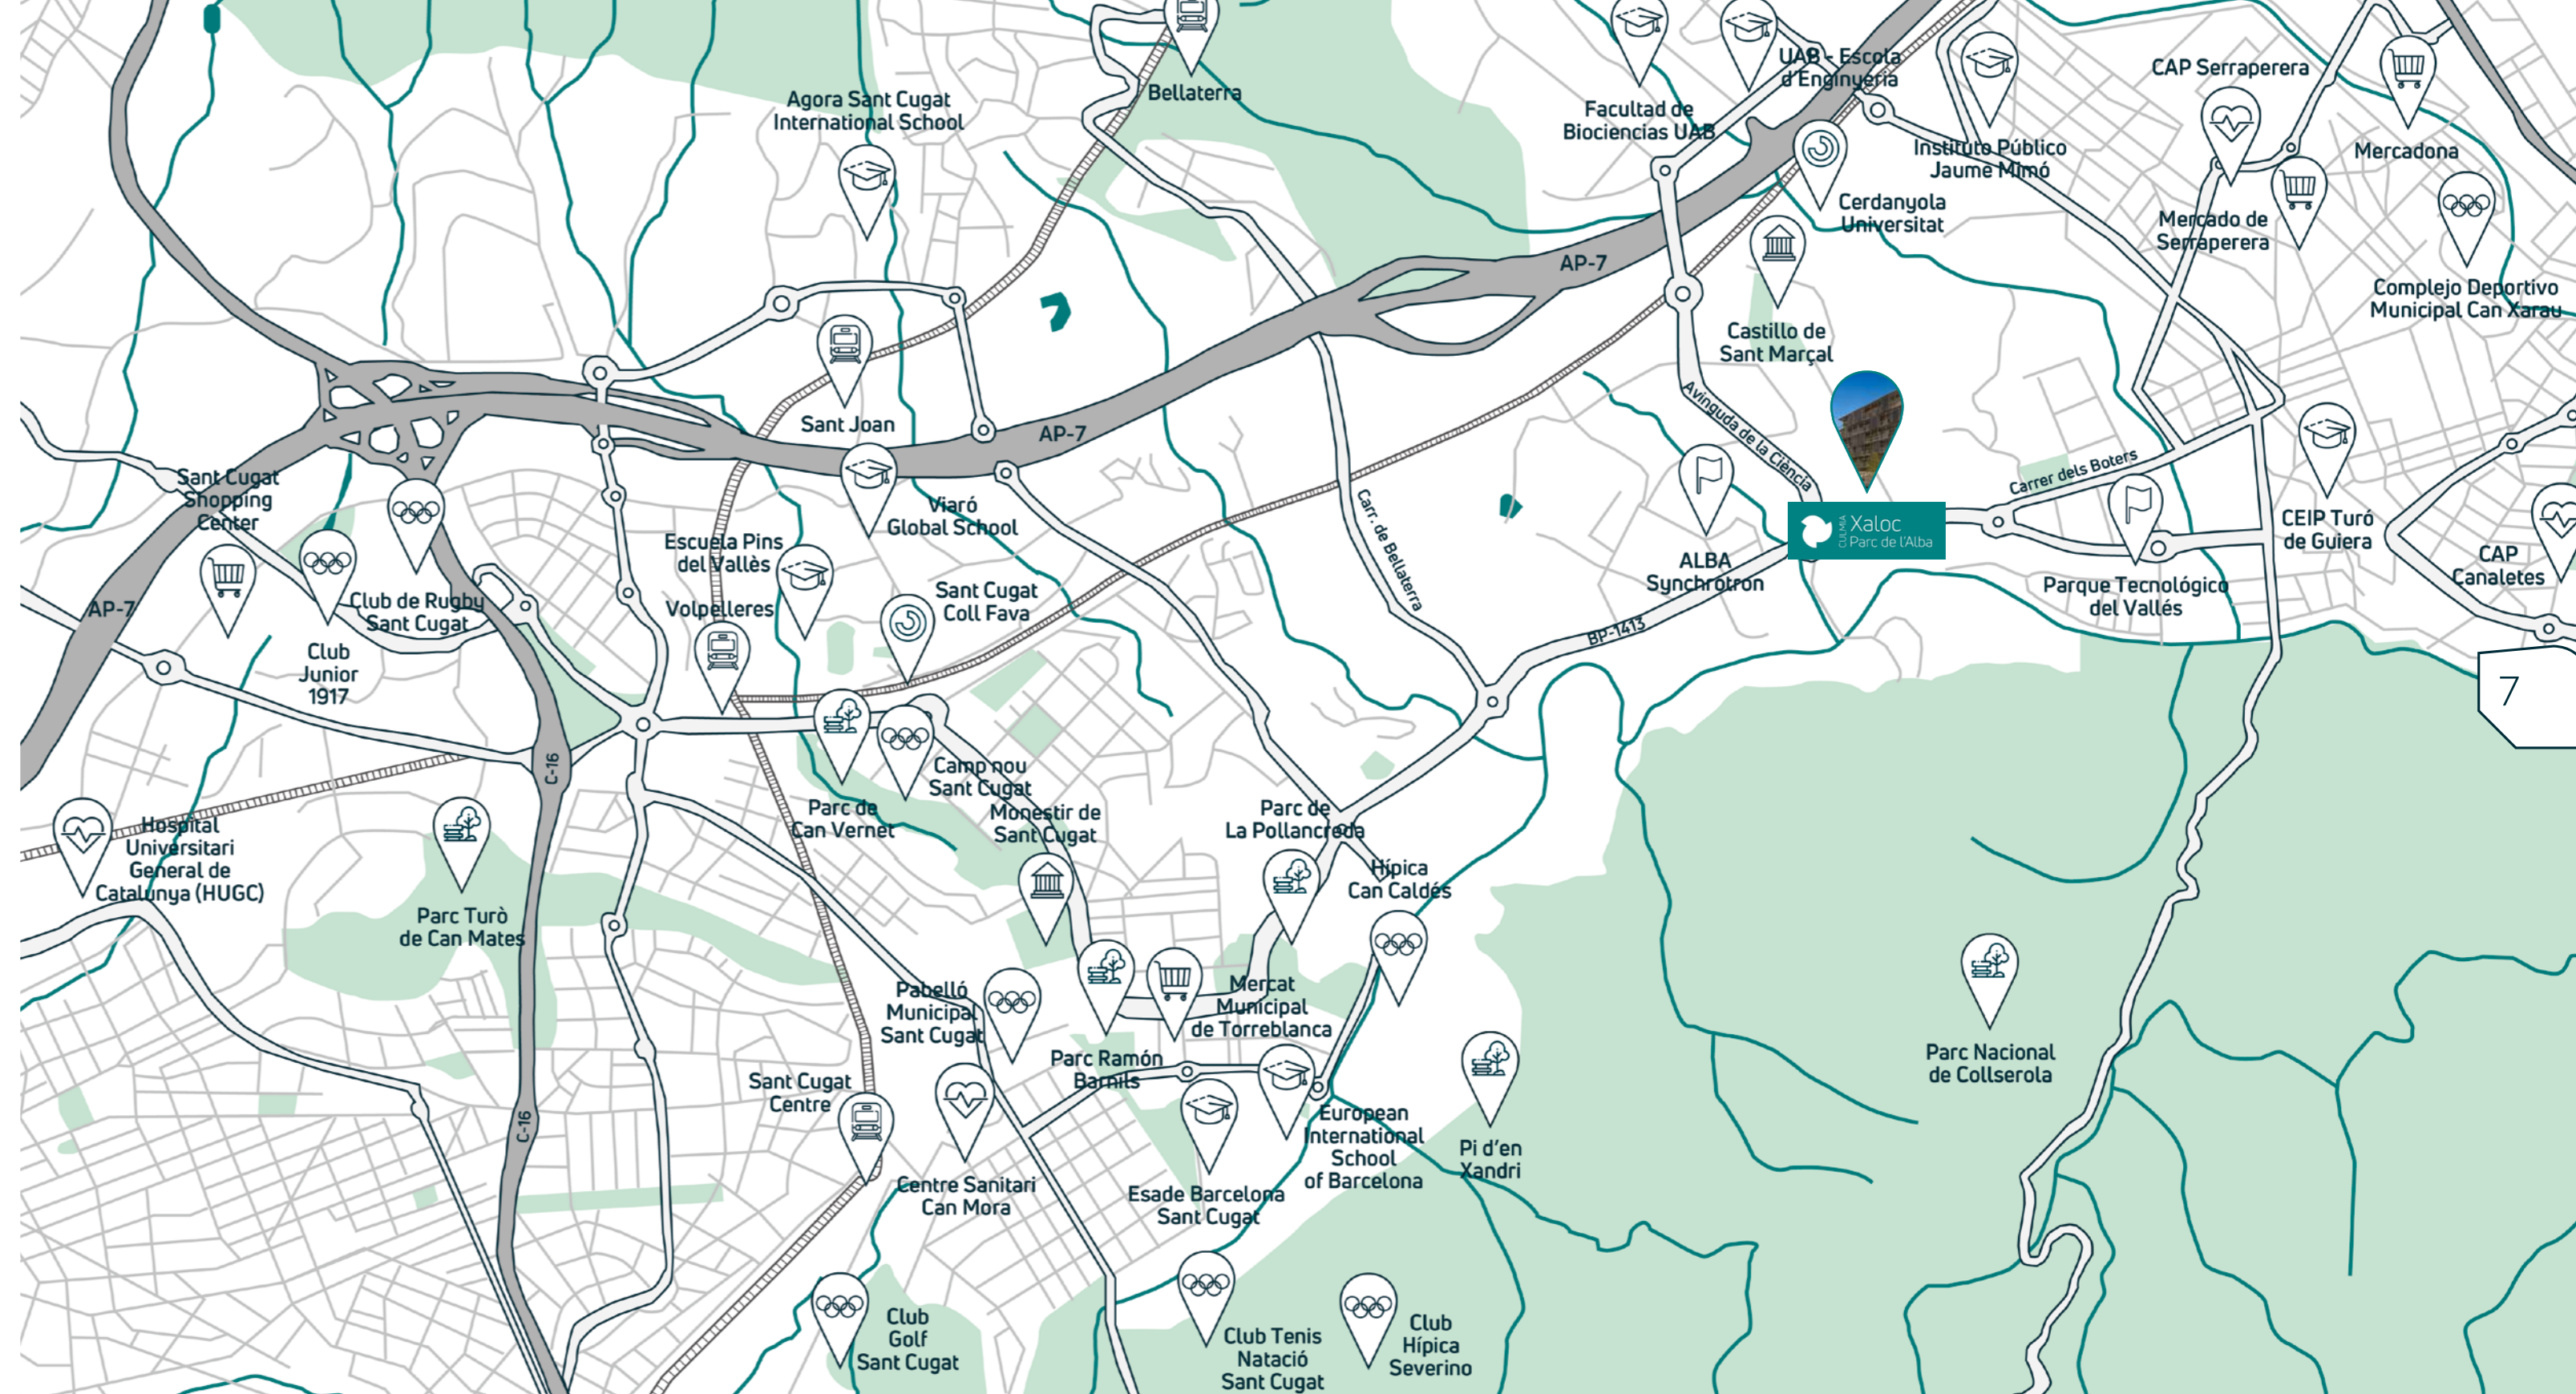 Bellaterra
UAB - Escola
d'Enginyeria
CAP Serraperera
Agora Sant Cugat
International School
Facultad de
Biociencias UAB
Instituto Público
Jaume Mimó
Mercadona
Cerdanyola
Universitat
Mercado de
Serraperera
AP-7
Complejo Deportivo
Municipal Can Xarau
Castillo de
Sant Marçal
Sant Joan
AP-7
Avinguda de la Ciència
Carrer dels Boters
Sant Cugat
Shopping
Center
Viaró
Global School
Carr. de Bellaterra
CULMIA
Xaloc
Parc de l'Alba
CEIP Turó
de Guiera
Escuela Pins
del Vallès
ALBA
Synchrotron
CAP
Canaletes
Sant Cugat
Coll Fava
Parque Tecnológico
del Vallés
AP-7
Club de Rugby
Sant Cugat
Volpelleres
BP-1413
Club
Junior
1917
7
C-16
Camp nou
Sant Cugat
Parc de
Can Vernet
Monestir de
Sant Cugat
Parc de
La Pollancreda
Hospital
Universitari
General de
Catalunya (HUGC)
Hípica
Can Caldés
Parc Turò
de Can Mates
Pabelló
Municipal
Sant Cugat
Mercat
Municipal
de Torreblanca
Parc Ramón
Barnils
Parc Nacional
de Collserola
Sant Cugat
Centre
C-16
European
International
School
of Barcelona
Pi d'en
Xandri
Centre Sanitari
Can Mora
Esade Barcelona
Sant Cugat
Club
Golf
Sant Cugat
Club Tenis
Natació
Sant Cugat
Club
Hípica
Severino